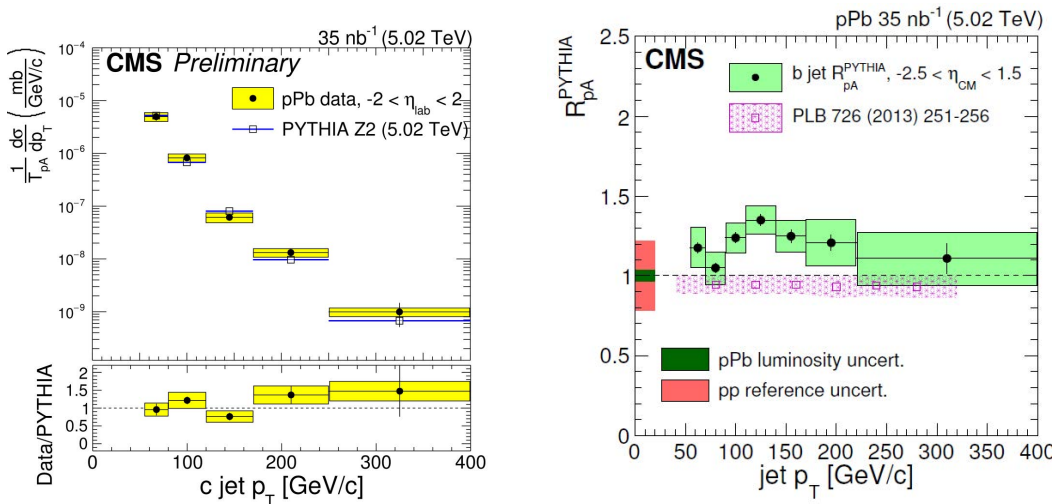 35 nb⁻¹ (5.02 TeV)
CMS Preliminary
pPb data, -2 < η_lab < 2
PYTHIA Z2 (5.02 TeV)
1/T_pA dσ/dp_T (mb/GeV/c)
10⁻⁴
10⁻⁵
10⁻⁶
10⁻⁷
10⁻⁸
10⁻⁹
Data/PYTHIA
2
1.5
1
0.5
0
0 100 200 300 400
c jet p_T [GeV/c]
pPb 35 nb⁻¹ (5.02 TeV)
CMS
b jet R_pA^PYTHIA, -2.5 < η_CM < 1.5
PLB 726 (2013) 251-256
R_pA^PYTHIA
2.5
2
1.5
1
0.5
0
pPb luminosity uncert.
pp reference uncert.
0 50 100 150 200 250 300 350 400
jet p_T [GeV/c]